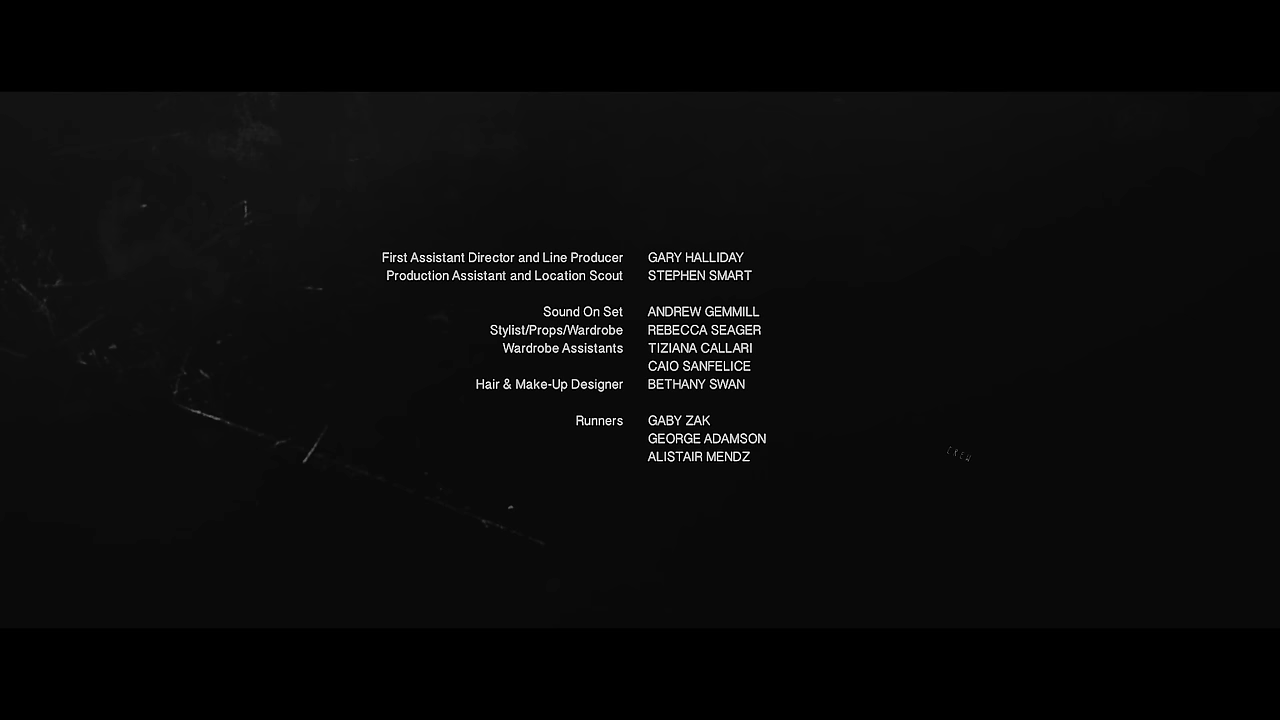 First Assistant Director and Line Producer GARY HALLIDAY
Production Assistant and Location Scout STEPHEN SMART
Sound On Set ANDREW GEMMILL
Stylist/Props/Wardrobe REBECCA SEAGER
Wardrobe Assistants TIZIANA CALLARI
CAIO SANFELICE
Hair & Make-Up Designer BETHANY SWAN
Runners GABY ZAK
GEORGE ADAMSON
ALISTAIR MENDZ